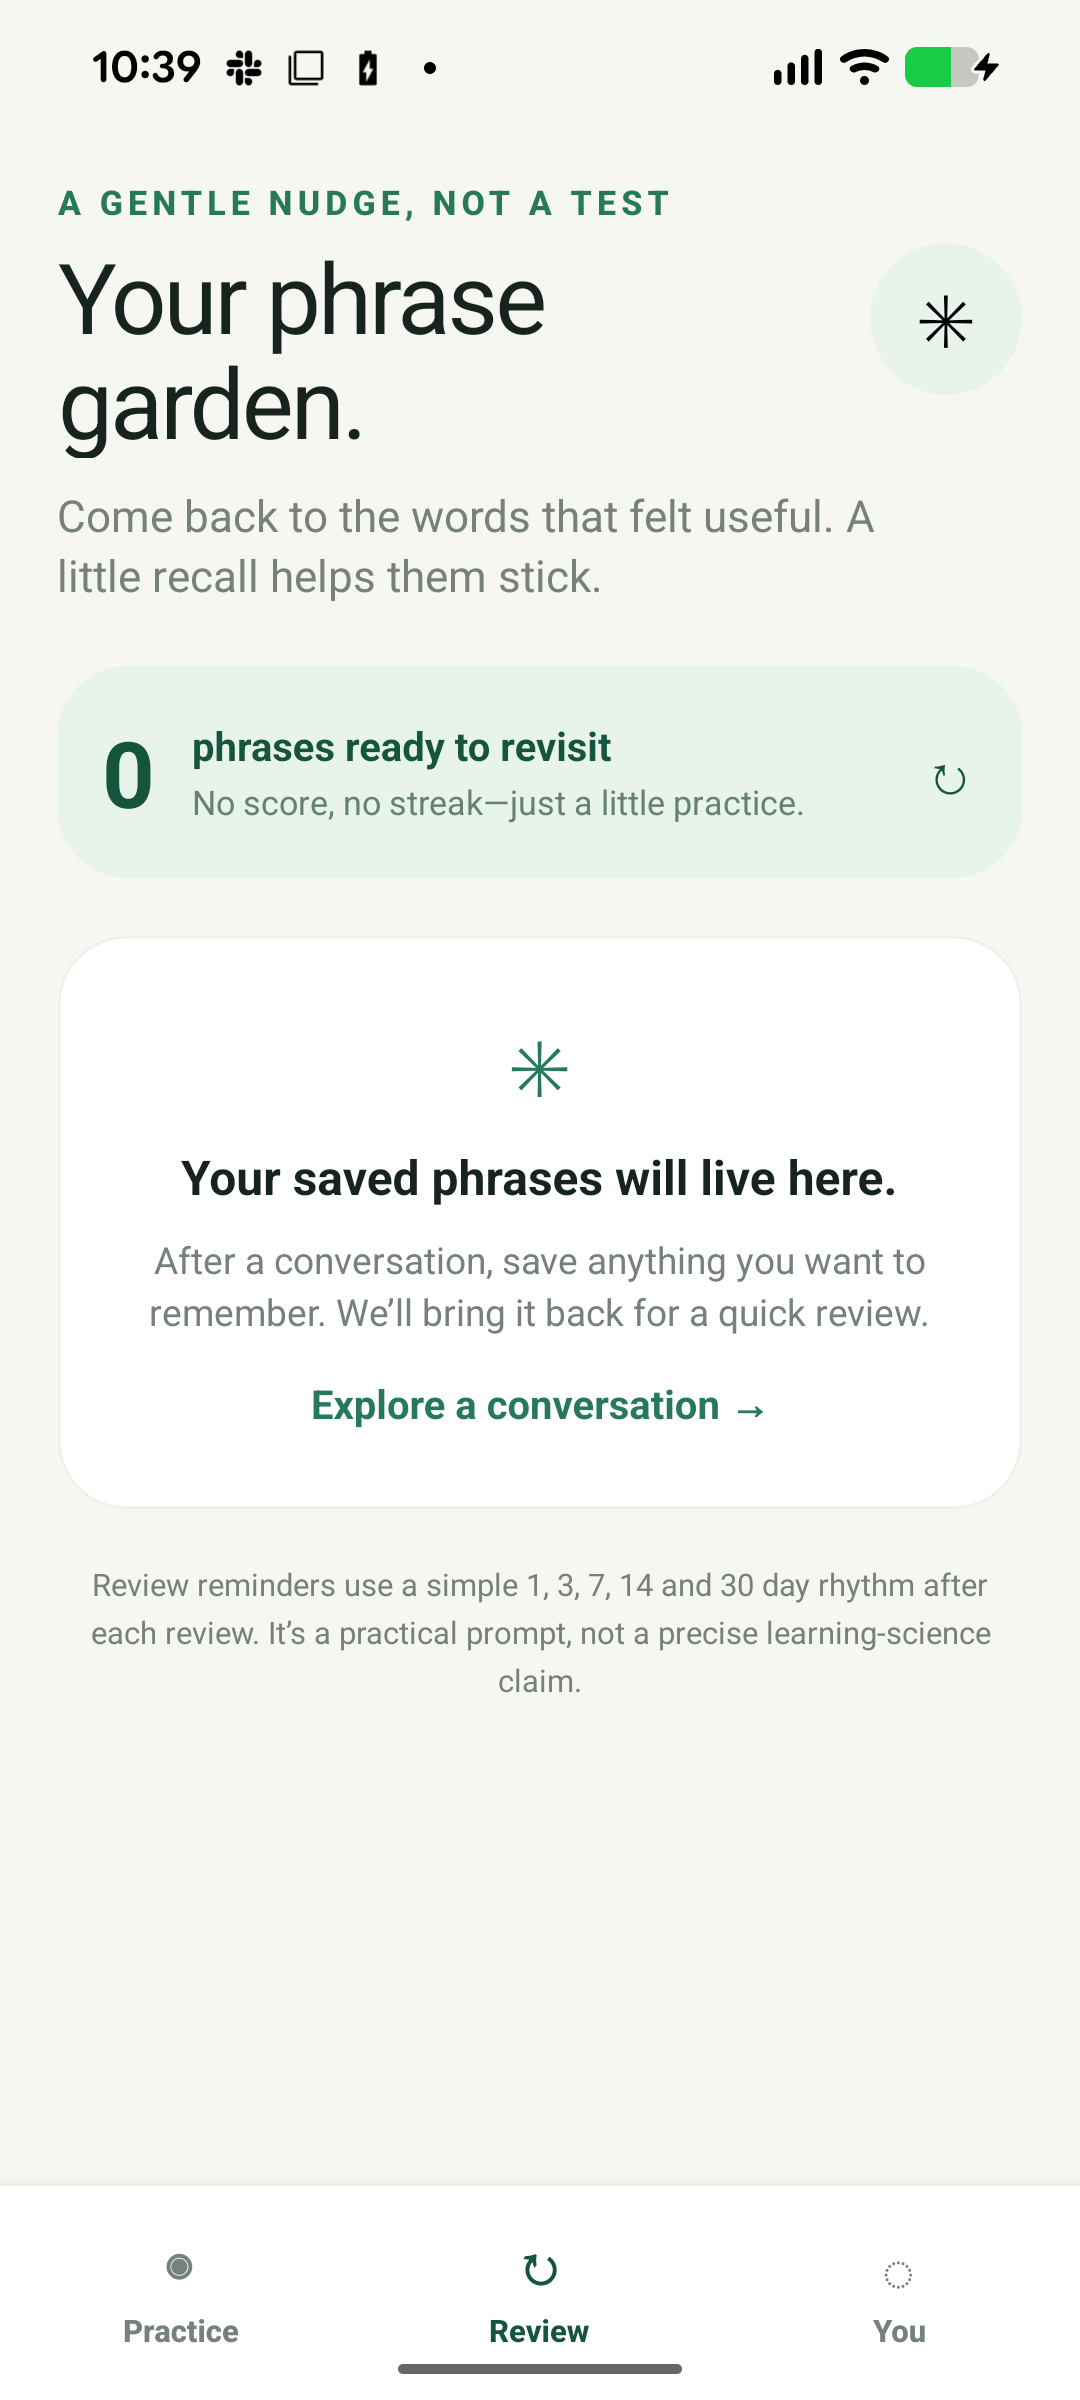 10:39
A GENTLE NUDGE, NOT A TEST
Your phrase
garden.
Come back to the words that felt useful. A
little recall helps them stick.
0
phrases ready to revisit
No score, no streak—just a little practice.
Your saved phrases will live here.
After a conversation, save anything you want to
remember. We’ll bring it back for a quick review.
Explore a conversation →
Review reminders use a simple 1, 3, 7, 14 and 30 day rhythm after
each review. It’s a practical prompt, not a precise learning-science
claim.
Practice
Review
You